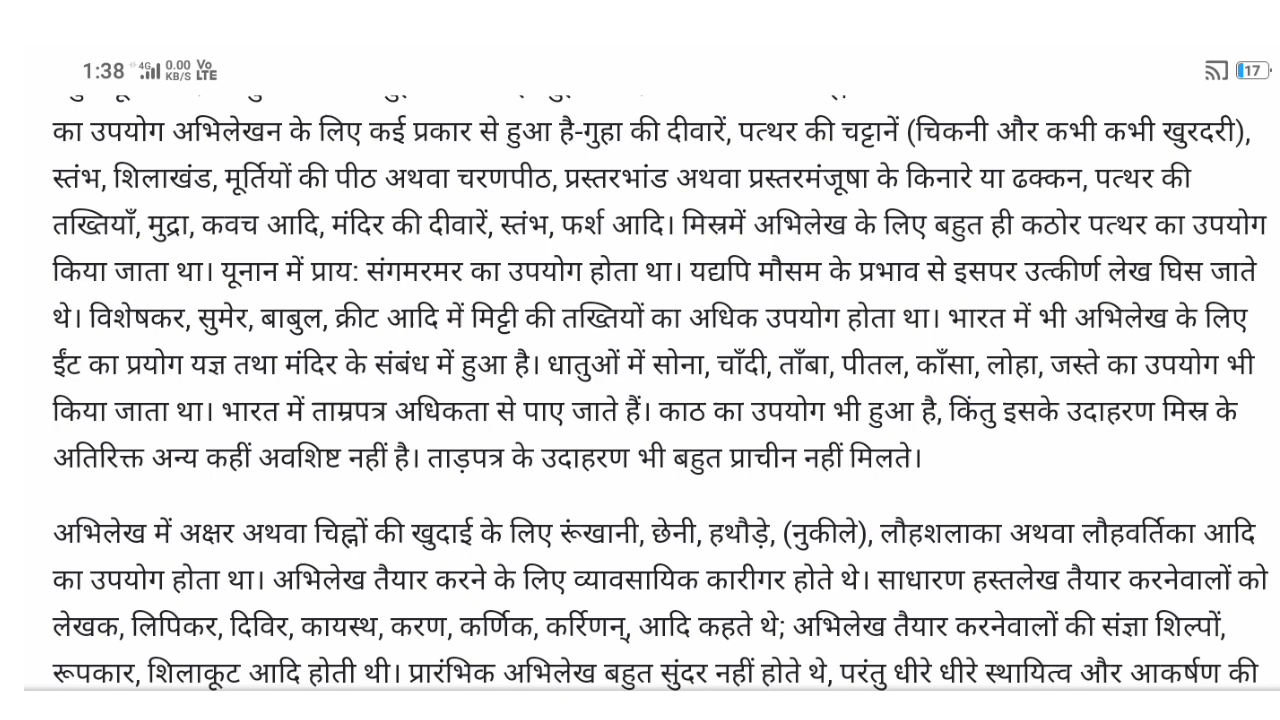 1:38 4G 0.00 KB/S Vo LTE 17
का उपयोग अभिलेखन के लिए कई प्रकार से हुआ है-गुहा की दीवारें, पत्थर की चट्टानें (चिकनी और कभी कभी खुरदरी),
स्तंभ, शिलाखंड, मूर्तियों की पीठ अथवा चरणपीठ, प्रस्तरभांड अथवा प्रस्तरमंजूषा के किनारे या ढक्कन, पत्थर की
तख्तियाँ, मुद्रा, कवच आदि, मंदिर की दीवारें, स्तंभ, फर्श आदि। मिस्रमें अभिलेख के लिए बहुत ही कठोर पत्थर का उपयोग
किया जाता था। यूनान में प्राय: संगमरमर का उपयोग होता था। यद्यपि मौसम के प्रभाव से इसपर उत्कीर्ण लेख घिस जाते
थे। विशेषकर, सुमेर, बाबुल, क्रीट आदि में मिट्टी की तख्तियों का अधिक उपयोग होता था। भारत में भी अभिलेख के लिए
ईंट का प्रयोग यज्ञ तथा मंदिर के संबंध में हुआ है। धातुओं में सोना, चाँदी, ताँबा, पीतल, काँसा, लोहा, जस्ते का उपयोग भी
किया जाता था। भारत में ताम्रपत्र अधिकता से पाए जाते हैं। काठ का उपयोग भी हुआ है, किंतु इसके उदाहरण मिस्र के
अतिरिक्त अन्य कहीं अवशिष्ट नहीं है। ताड़पत्र के उदाहरण भी बहुत प्राचीन नहीं मिलते।
अभिलेख में अक्षर अथवा चिह्नों की खुदाई के लिए रूंखानी, छेनी, हथौड़े, (नुकीले), लौहशलाका अथवा लौहवर्तिका आदि
का उपयोग होता था। अभिलेख तैयार करने के लिए व्यावसायिक कारीगर होते थे। साधारण हस्तलेख तैयार करनेवालों को
लेखक, लिपिकर, दिविर, कायस्थ, करण, कर्णिक, कर्रिणन्, आदि कहते थे; अभिलेख तैयार करनेवालों की संज्ञा शिल्पों,
रूपकार, शिलाकूट आदि होती थी। प्रारंभिक अभिलेख बहुत सुंदर नहीं होते थे, परंतु धीरे धीरे स्थायित्व और आकर्षण की